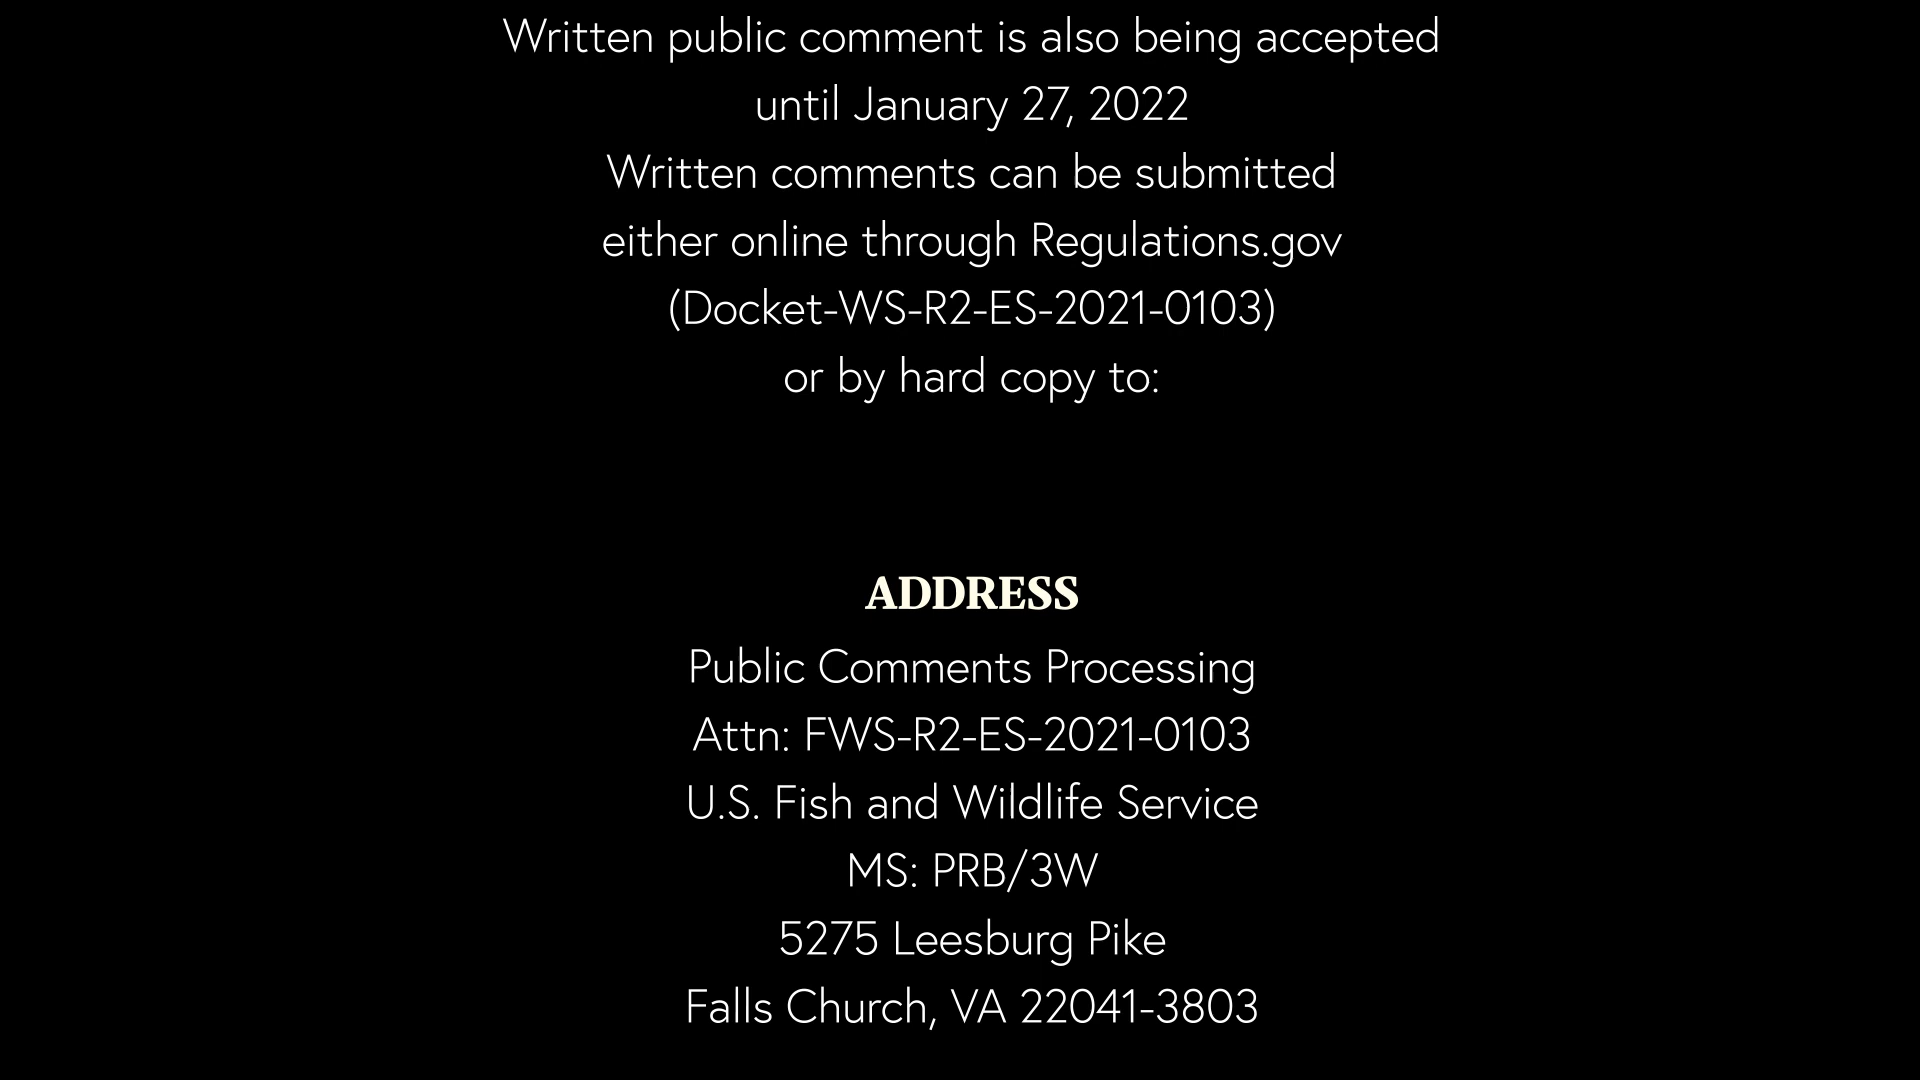 Written public comment is also being accepted
until January 27, 2022
Written comments can be submitted
either online through Regulations.gov
(Docket-WS-R2-ES-2021-0103)
or by hard copy to:
ADDRESS
Public Comments Processing
Attn: FWS-R2-ES-2021-0103
U.S. Fish and Wildlife Service
MS: PRB/3W
5275 Leesburg Pike
Falls Church, VA 22041-3803